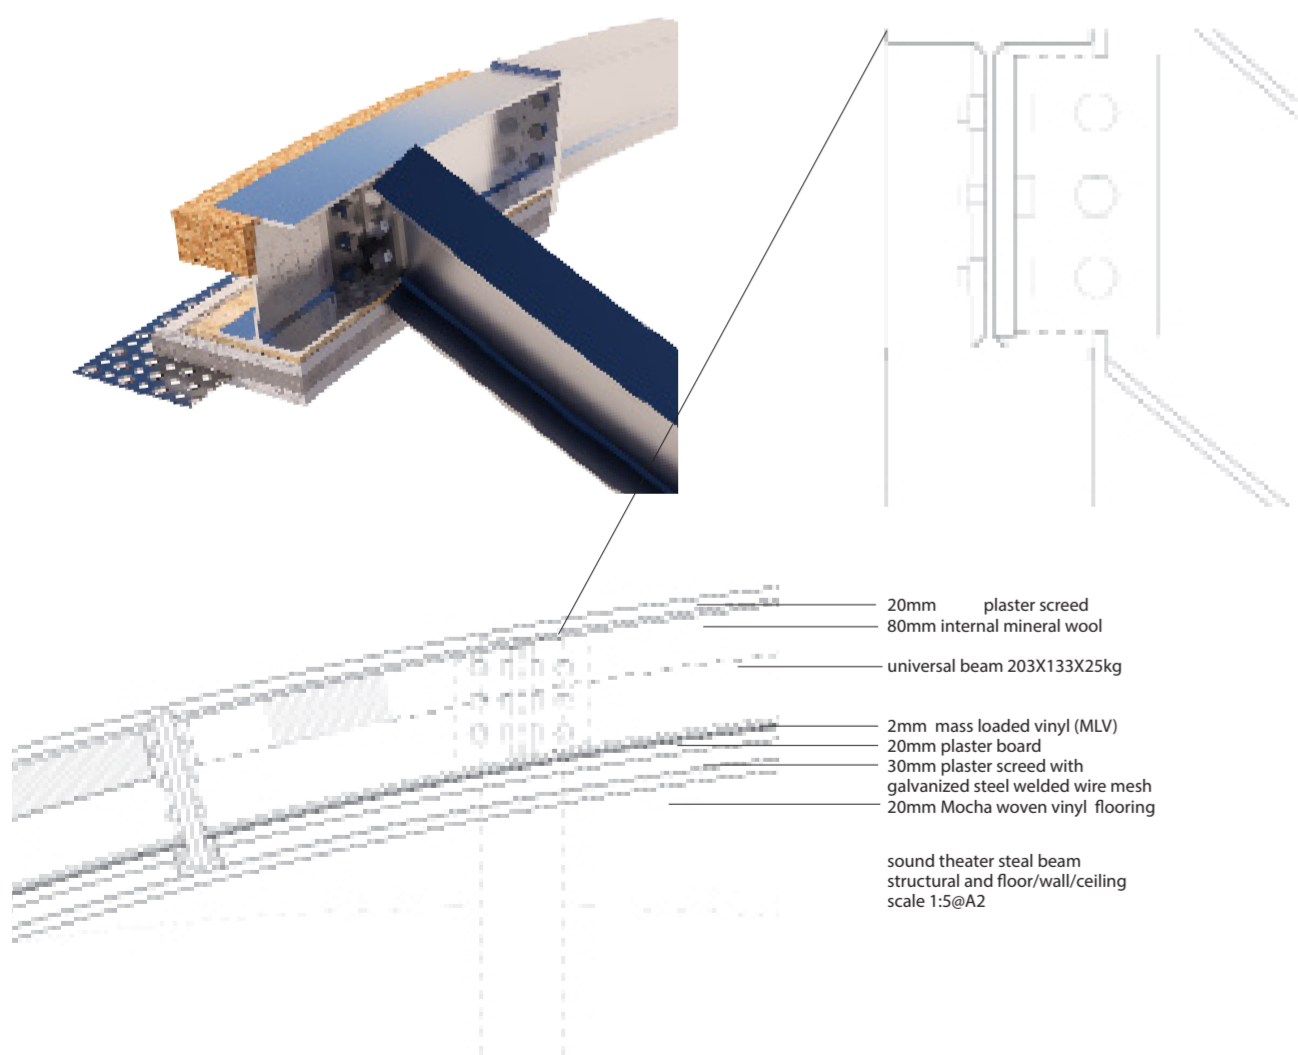 20mm plaster screed
80mm internal mineral wool
universal beam 203X133X25kg
2mm mass loaded vinyl (MLV)
20mm plaster board
30mm plaster screed with
galvanized steel welded wire mesh
20mm Mocha woven vinyl flooring
sound theater steal beam
structural and floor/wall/ceiling
scale 1:5@A2